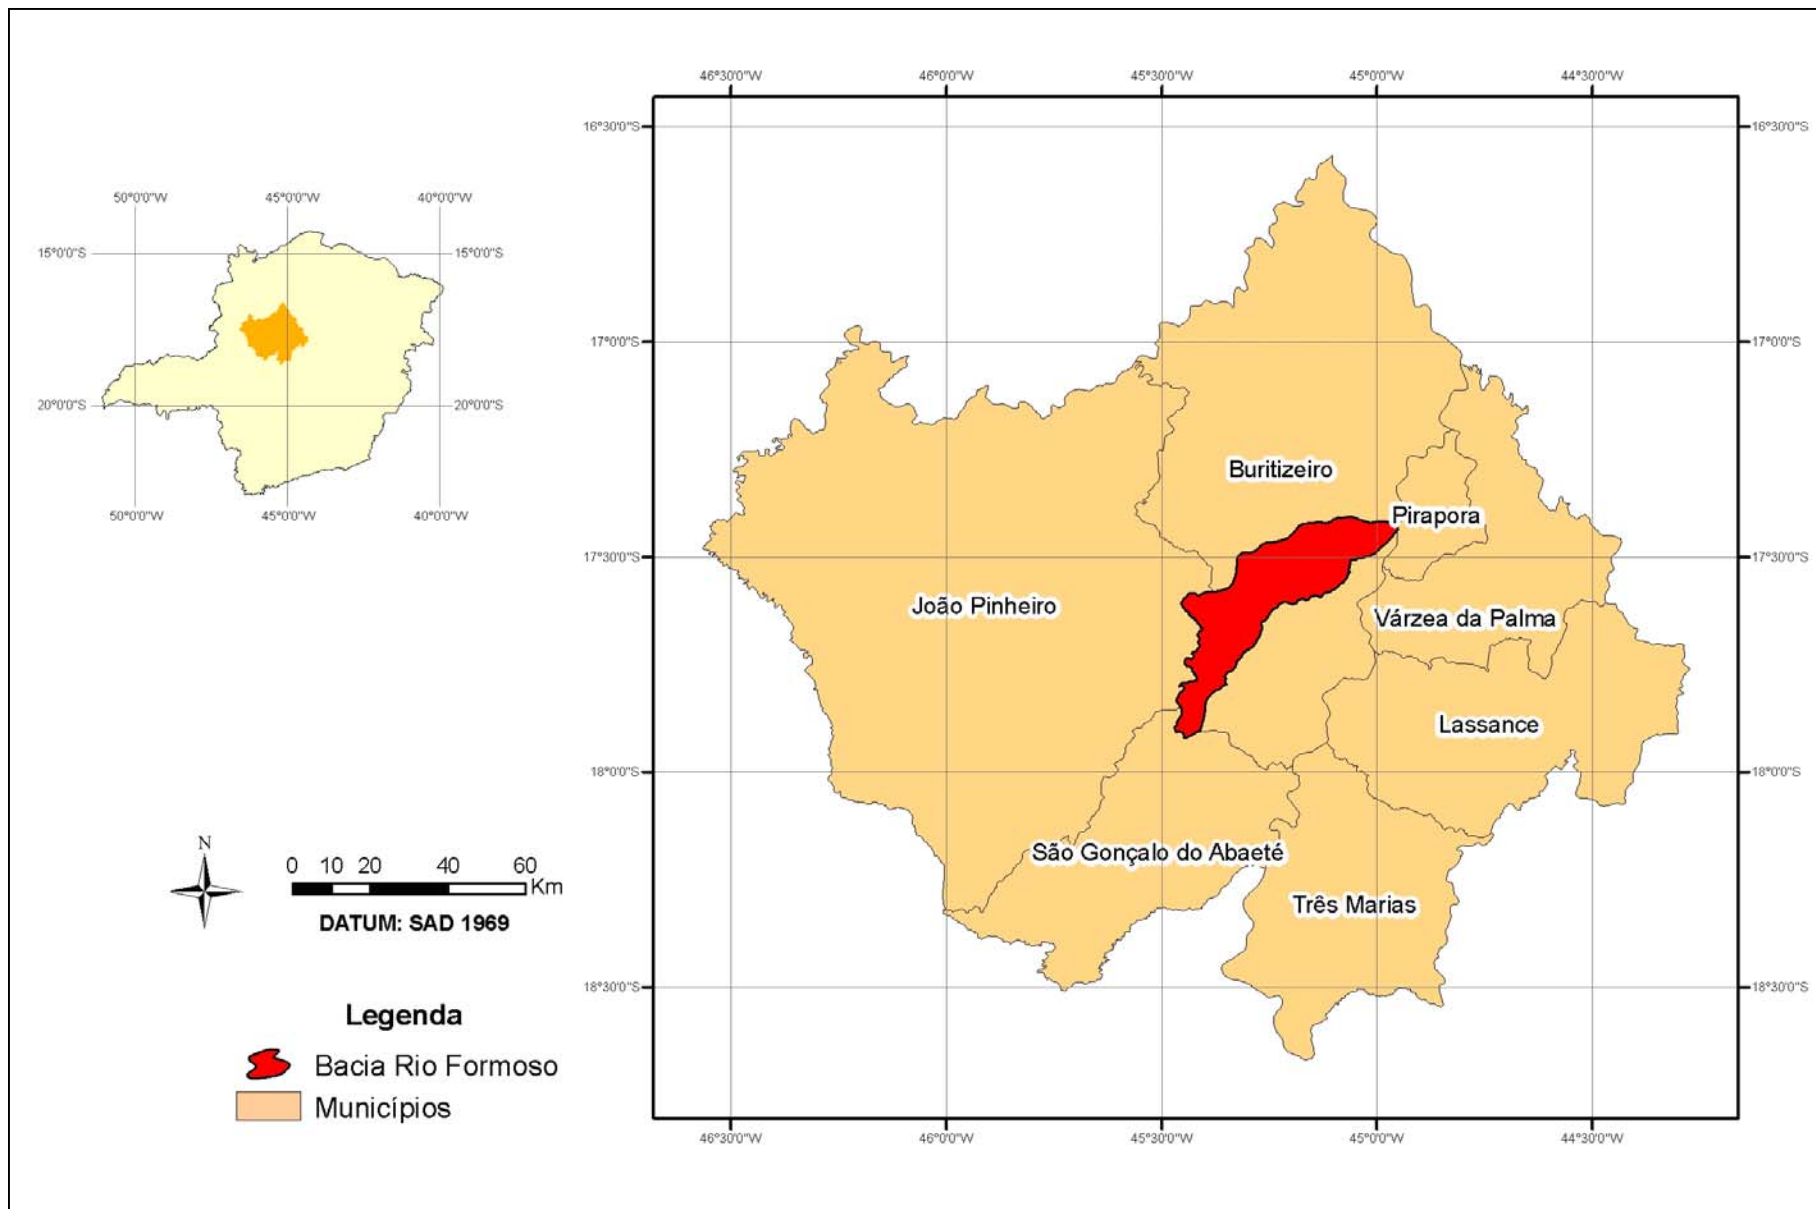 46°30'0"W 46°0'0"W 45°30'0"W 45°0'0"W 44°30'0"W
16°30'0"S 16°30'0"S
50°0'0"W 45°0'0"W 40°0'0"W
15°0'0"S 15°0'0"S
17°0'0"S 17°0'0"S
20°0'0"S 20°0'0"S
Buritizeiro
50°0'0"W 45°0'0"W 40°0'0"W
Pirapora
17°30'0"S 17°30'0"S
João Pinheiro
Várzea da Palma
Lassance
18°0'0"S 18°0'0"S
São Gonçalo do Abaeté
N
0 10 20 40 60
Km
Três Marias
DATUM: SAD 1969
18°30'0"S 18°30'0"S
Legenda
Bacia Rio Formoso
Municípios
46°30'0"W 46°0'0"W 45°30'0"W 45°0'0"W 44°30'0"W